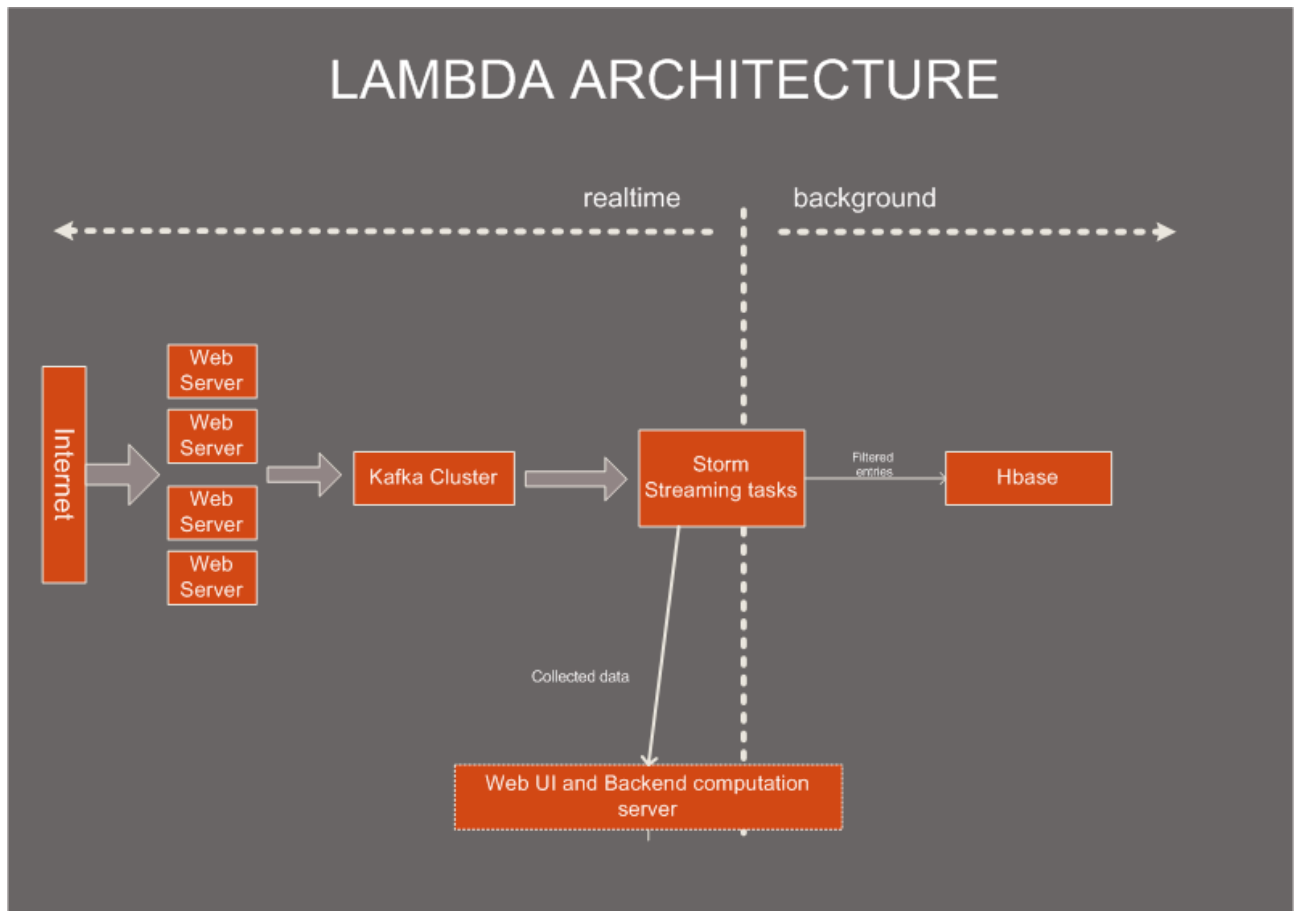 LAMBDA ARCHITECTURE
realtime
background
Internet
Web
Server
Web
Server
Web
Server
Web
Server
Kafka Cluster
Storm
Streaming tasks
Filtered
entries
Hbase
Collected data
Web UI and Backend computation
server